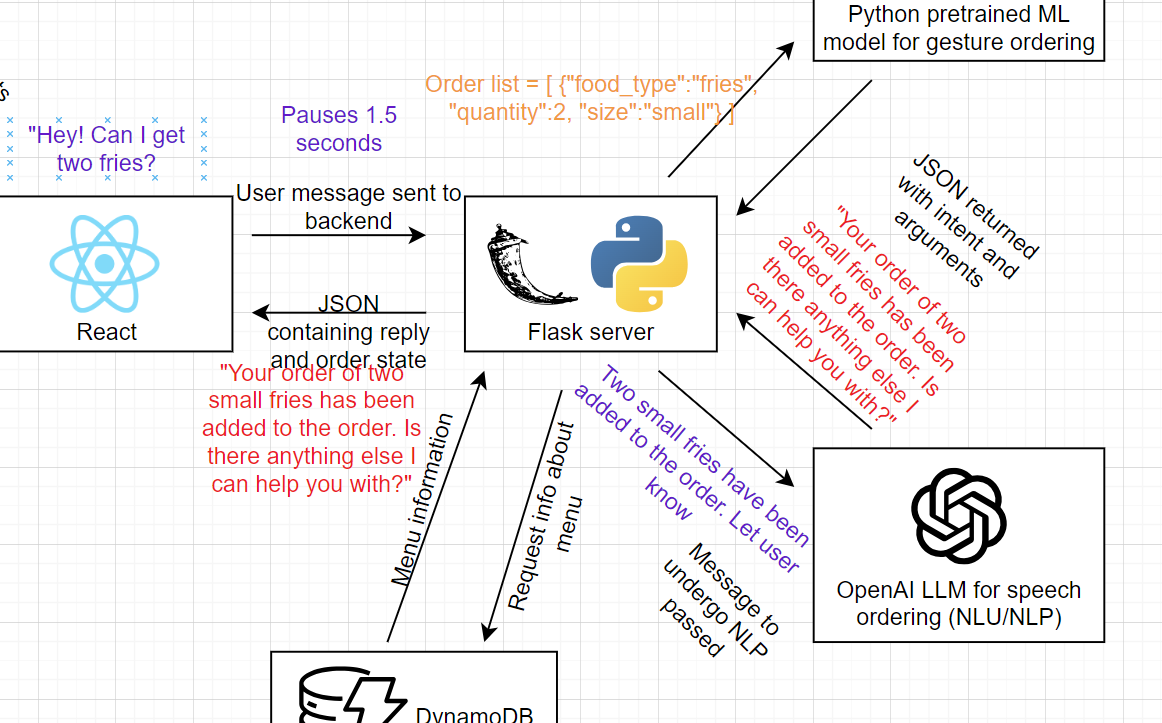 Python pretrained ML
model for gesture ordering
Order list = [ {"food_type":"fries",
"quantity":2, "size":"small"} ]
Pauses 1.5
seconds
"Hey! Can I get
two fries?
User message sent to
backend
JSON returned
with intent and
arguments
"Your order of two
small fries has been
added to the order. Is
there anything else I
can help you with?"
React
JSON
containing reply
and order state
Flask server
"Your order of two
small fries has been
added to the order. Is
there anything else I
can help you with?"
Menu information
Request info about
menu
Two small fries have been
added to the order. Let user
know
Message to
undergo NLP
passed
OpenAI LLM for speech
ordering (NLU/NLP)
DynamoDB